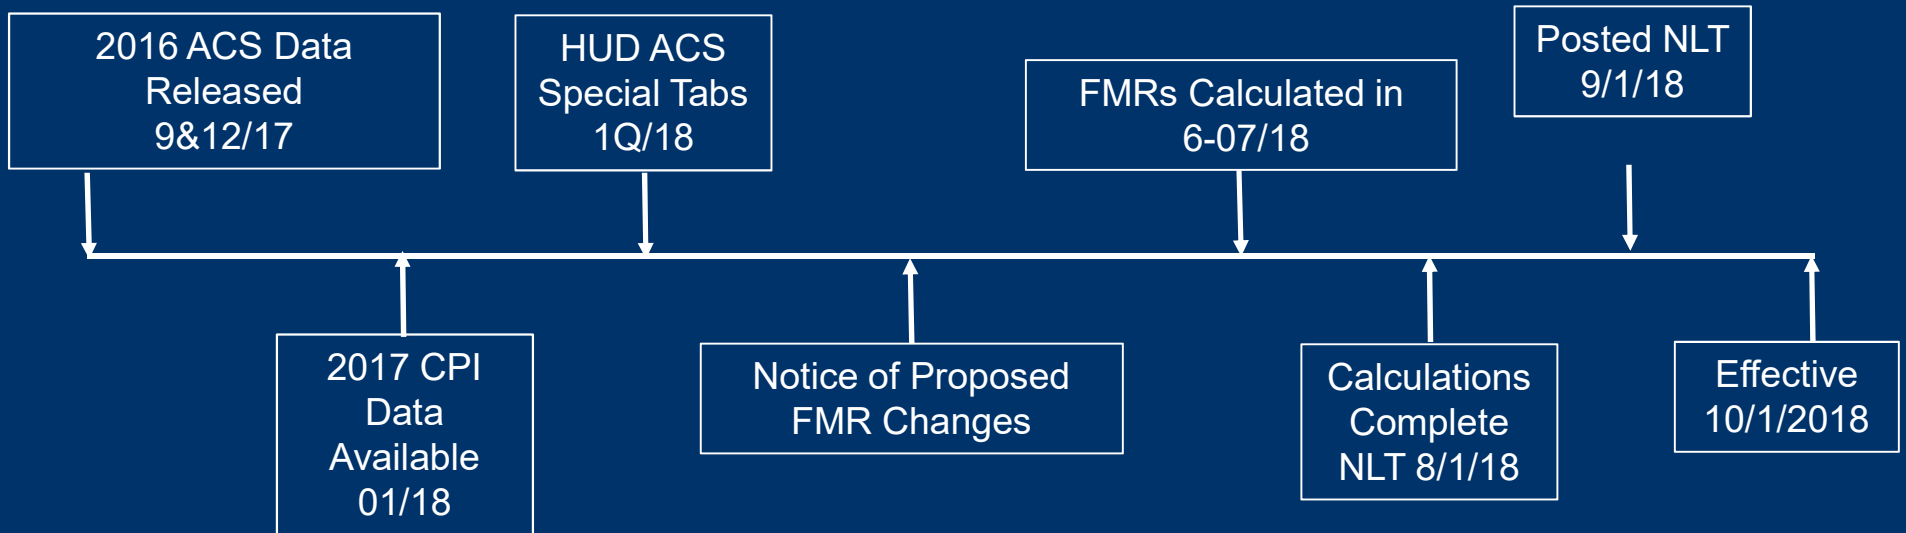 2016 ACS Data
Released
9&12/17
HUD ACS
Special Tabs
1Q/18
FMRs Calculated in
6-07/18
Posted NLT
9/1/18
2017 CPI
Data
Available
01/18
Notice of Proposed
FMR Changes
Calculations
Complete
NLT 8/1/18
Effective
10/1/2018